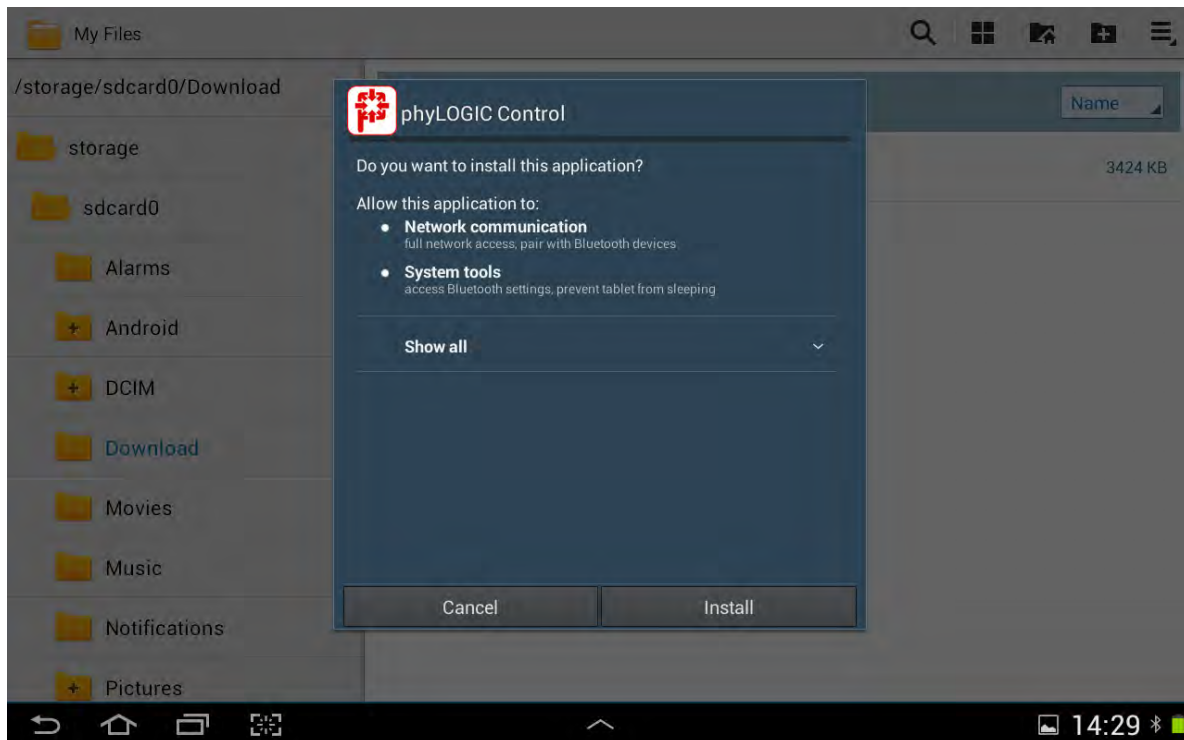 My Files
/storage/sdcard0/Download
storage
sdcard0
Alarms
Android
DCIM
Download
Movies
Music
Notifications
Pictures
Name
3424 KB
phyLOGIC Control
Do you want to install this application?
Allow this application to:
Network communication
full network access, pair with Bluetooth devices
System tools
access Bluetooth settings, prevent tablet from sleeping
Show all
Cancel
Install
14:29